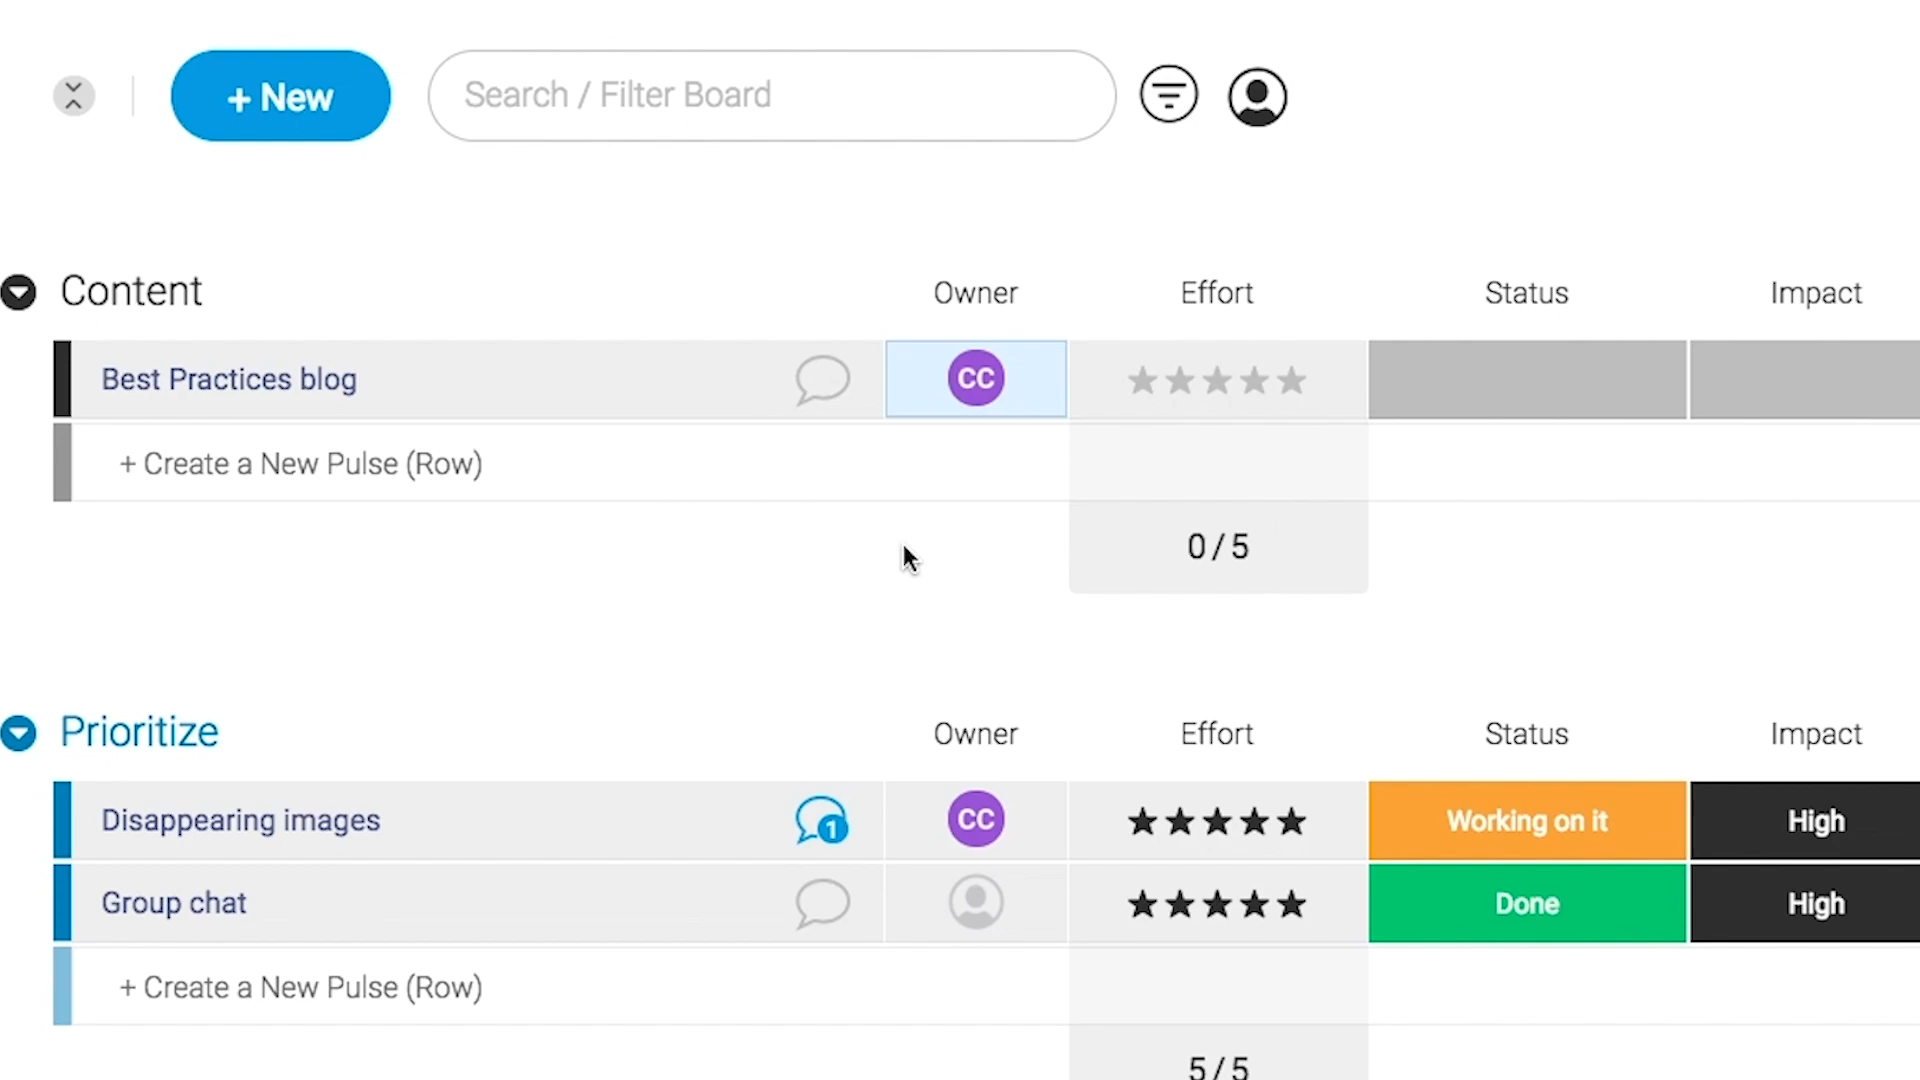 + New
Search / Filter Board
Content Owner Effort Status Impact
Best Practices blog CC
+ Create a New Pulse (Row)
0 / 5
Prioritize Owner Effort Status Impact
Disappearing images 1 CC Working on it High
Group chat Done High
+ Create a New Pulse (Row)
5 / 5